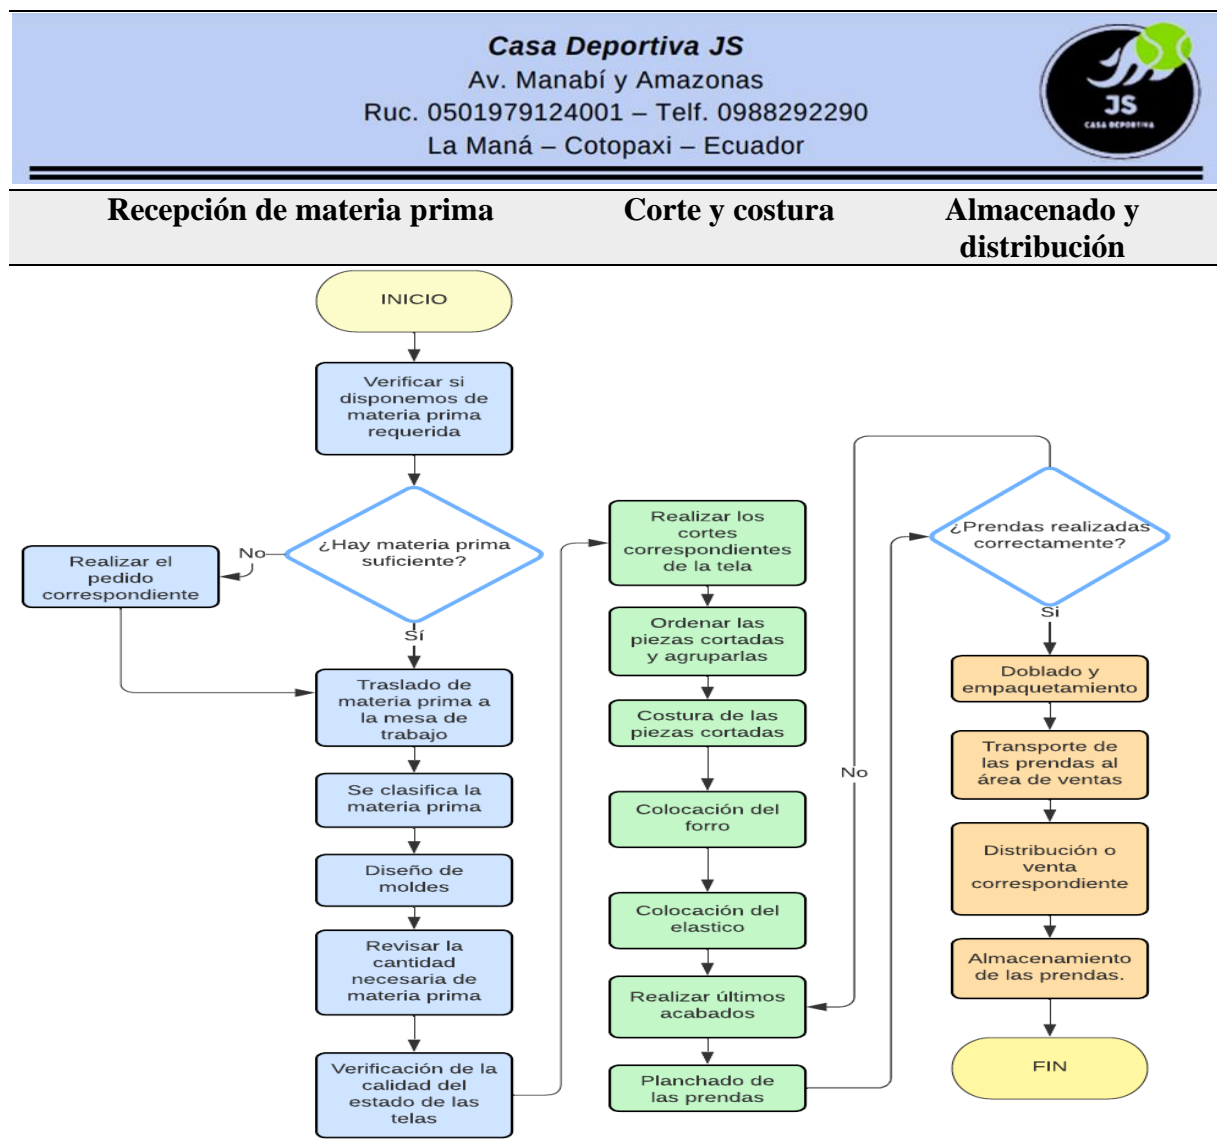 Casa Deportiva JS
Av. Manabí y Amazonas
Ruc. 0501979124001 – Telf. 0988292290
La Maná – Cotopaxi – Ecuador
JS
CASA DEPORTIVA
Recepción de materia prima
Corte y costura
Almacenado y
distribución
INICIO
Verificar si
disponemos de
materia prima
requerida
¿Hay materia prima
suficiente?
No
Realizar el
pedido
correspondiente
Sí
Traslado de
materia prima a
la mesa de
trabajo
Se clasifica la
materia prima
Diseño de
moldes
Revisar la
cantidad
necesaria de
materia prima
Verificación de la
calidad del
estado de las
telas
Realizar los
cortes
correspondientes
de la tela
Ordenar las
piezas cortadas
y agruparlas
Costura de las
piezas cortadas
Colocación del
forro
Colocación del
elastico
Realizar últimos
acabados
Planchado de
las prendas
¿Prendas realizadas
correctamente?
No
Si
Doblado y
empaquetamiento
Transporte de
las prendas al
área de ventas
Distribución o
venta
correspondiente
Almacenamiento
de las prendas.
FIN